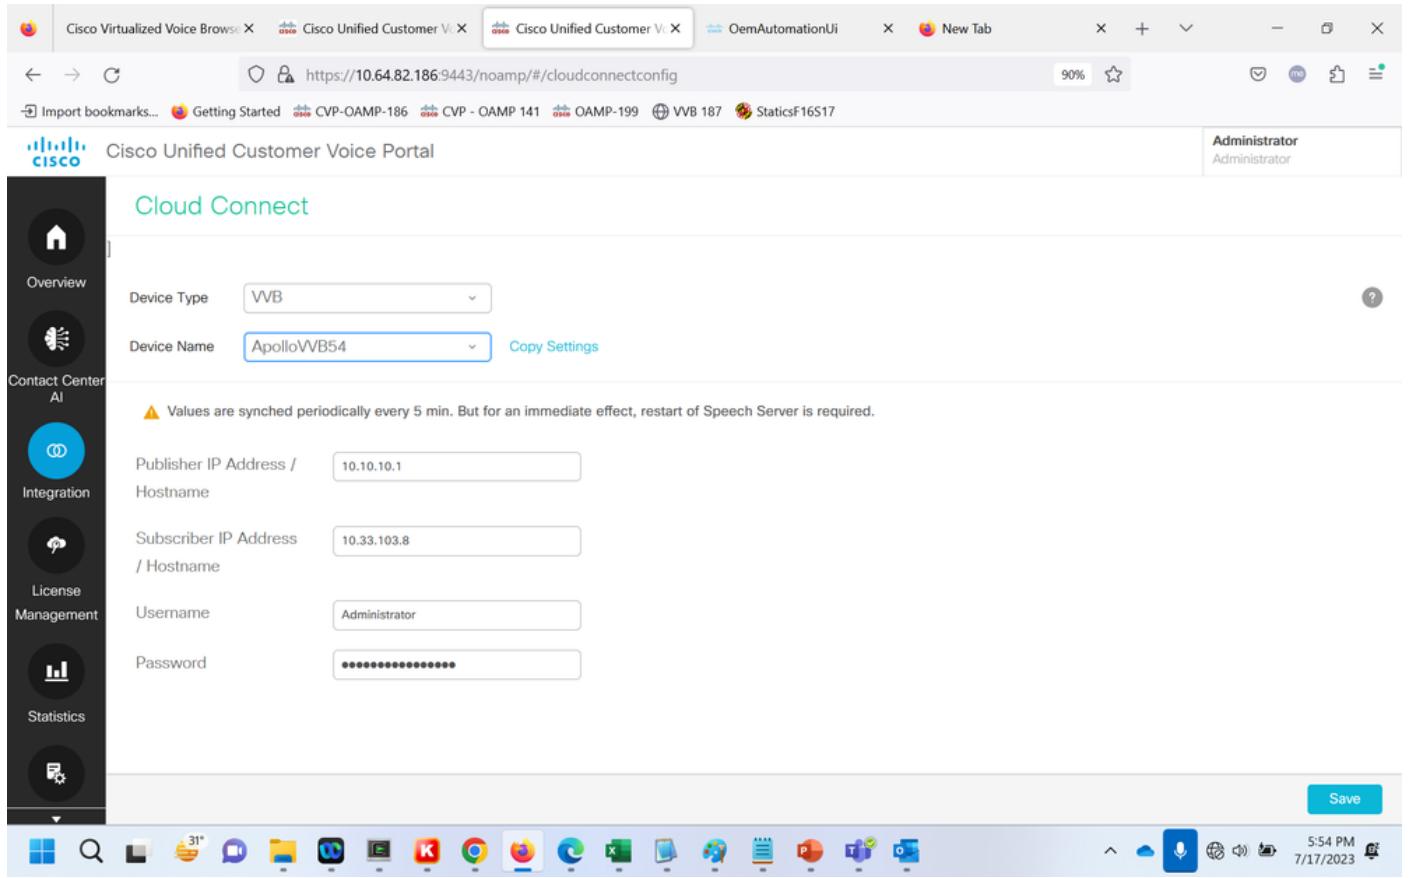 Cisco Virtualized Voice Browse
Cisco Unified Customer Vo
Cisco Unified Customer Vo
OemAutomationUi
New Tab
https://10.64.82.186:9443/noamp/#/cloudconnectconfig
90%
me
Import bookmarks...
Getting Started
CVP-OAMP-186
CVP - OAMP 141
OAMP-199
VVB 187
StaticsF16S17
CISCO
Cisco Unified Customer Voice Portal
Administrator
Administrator
Cloud Connect
]
Overview
Device Type
VVB
?
Device Name
ApolloVVB54
Copy Settings
Contact Center
AI
Values are synched periodically every 5 min. But for an immediate effect, restart of Speech Server is required.
Integration
Publisher IP Address /
Hostname
10.10.10.1
Subscriber IP Address
/ Hostname
10.33.103.8
License
Management
Username
Administrator
Password
••••••••••••••••
Statistics
Save
31°
5:54 PM
7/17/2023